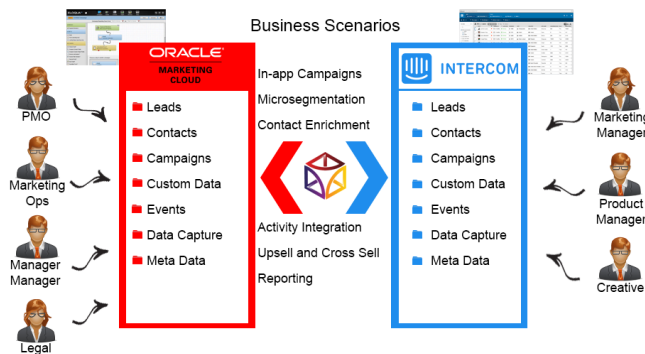 Business Scenarios
ORACLE
MARKETING
CLOUD
Leads
Contacts
Campaigns
Custom Data
Events
Data Capture
Meta Data
In-app Campaigns
Microsegmentation
Contact Enrichment
Activity Integration
Upsell and Cross Sell
Reporting
INTERCOM
Leads
Contacts
Campaigns
Custom Data
Events
Data Capture
Meta Data
PMO
Marketing
Ops
Manager
Manager
Legal
Marketing
Manager
Product
Manager
Creative